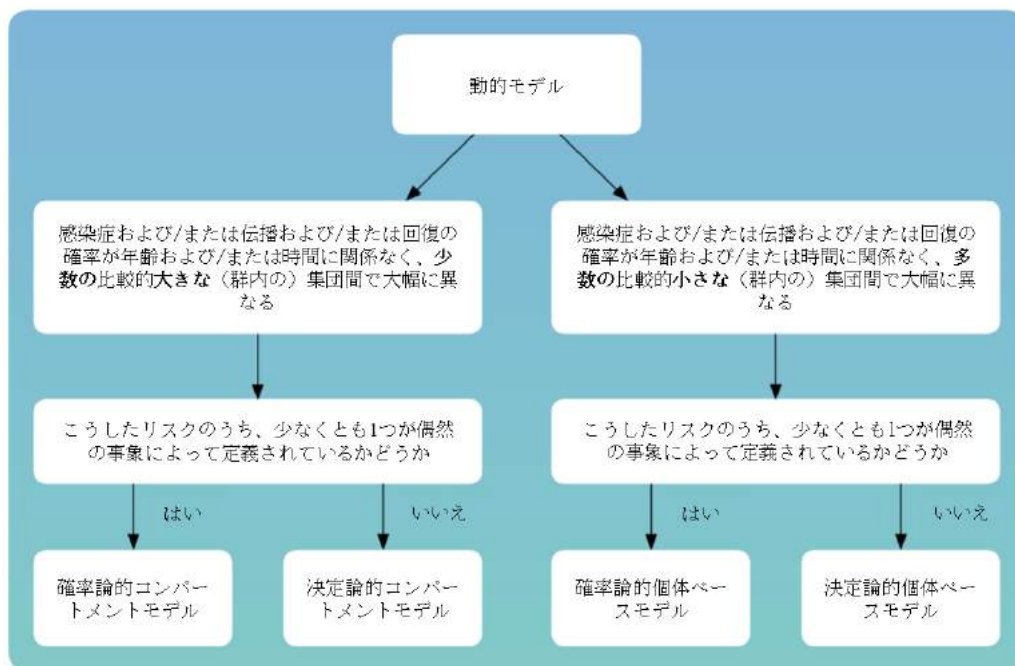 動的モデル
感染症および/または伝播および/または回復の
確率が年齢および/または時間に関係なく、少
数の比較的大きな（群内の）集団間で大幅に異
なる
感染症および/または伝播および/または回復の
確率が年齢および/または時間に関係なく、多
数の比較的小さな（群内の）集団間で大幅に異
なる
こうしたリスクのうち、少なくとも1つが偶然
の事象によって定義されているかどうか
こうしたリスクのうち、少なくとも1つが偶然
の事象によって定義されているかどうか
はい
いいえ
はい
いいえ
確率論的コンパー
トメントモデル
決定論的コンパー
トメントモデル
確率論的個体ベー
スモデル
決定論的個体ベー
スモデル